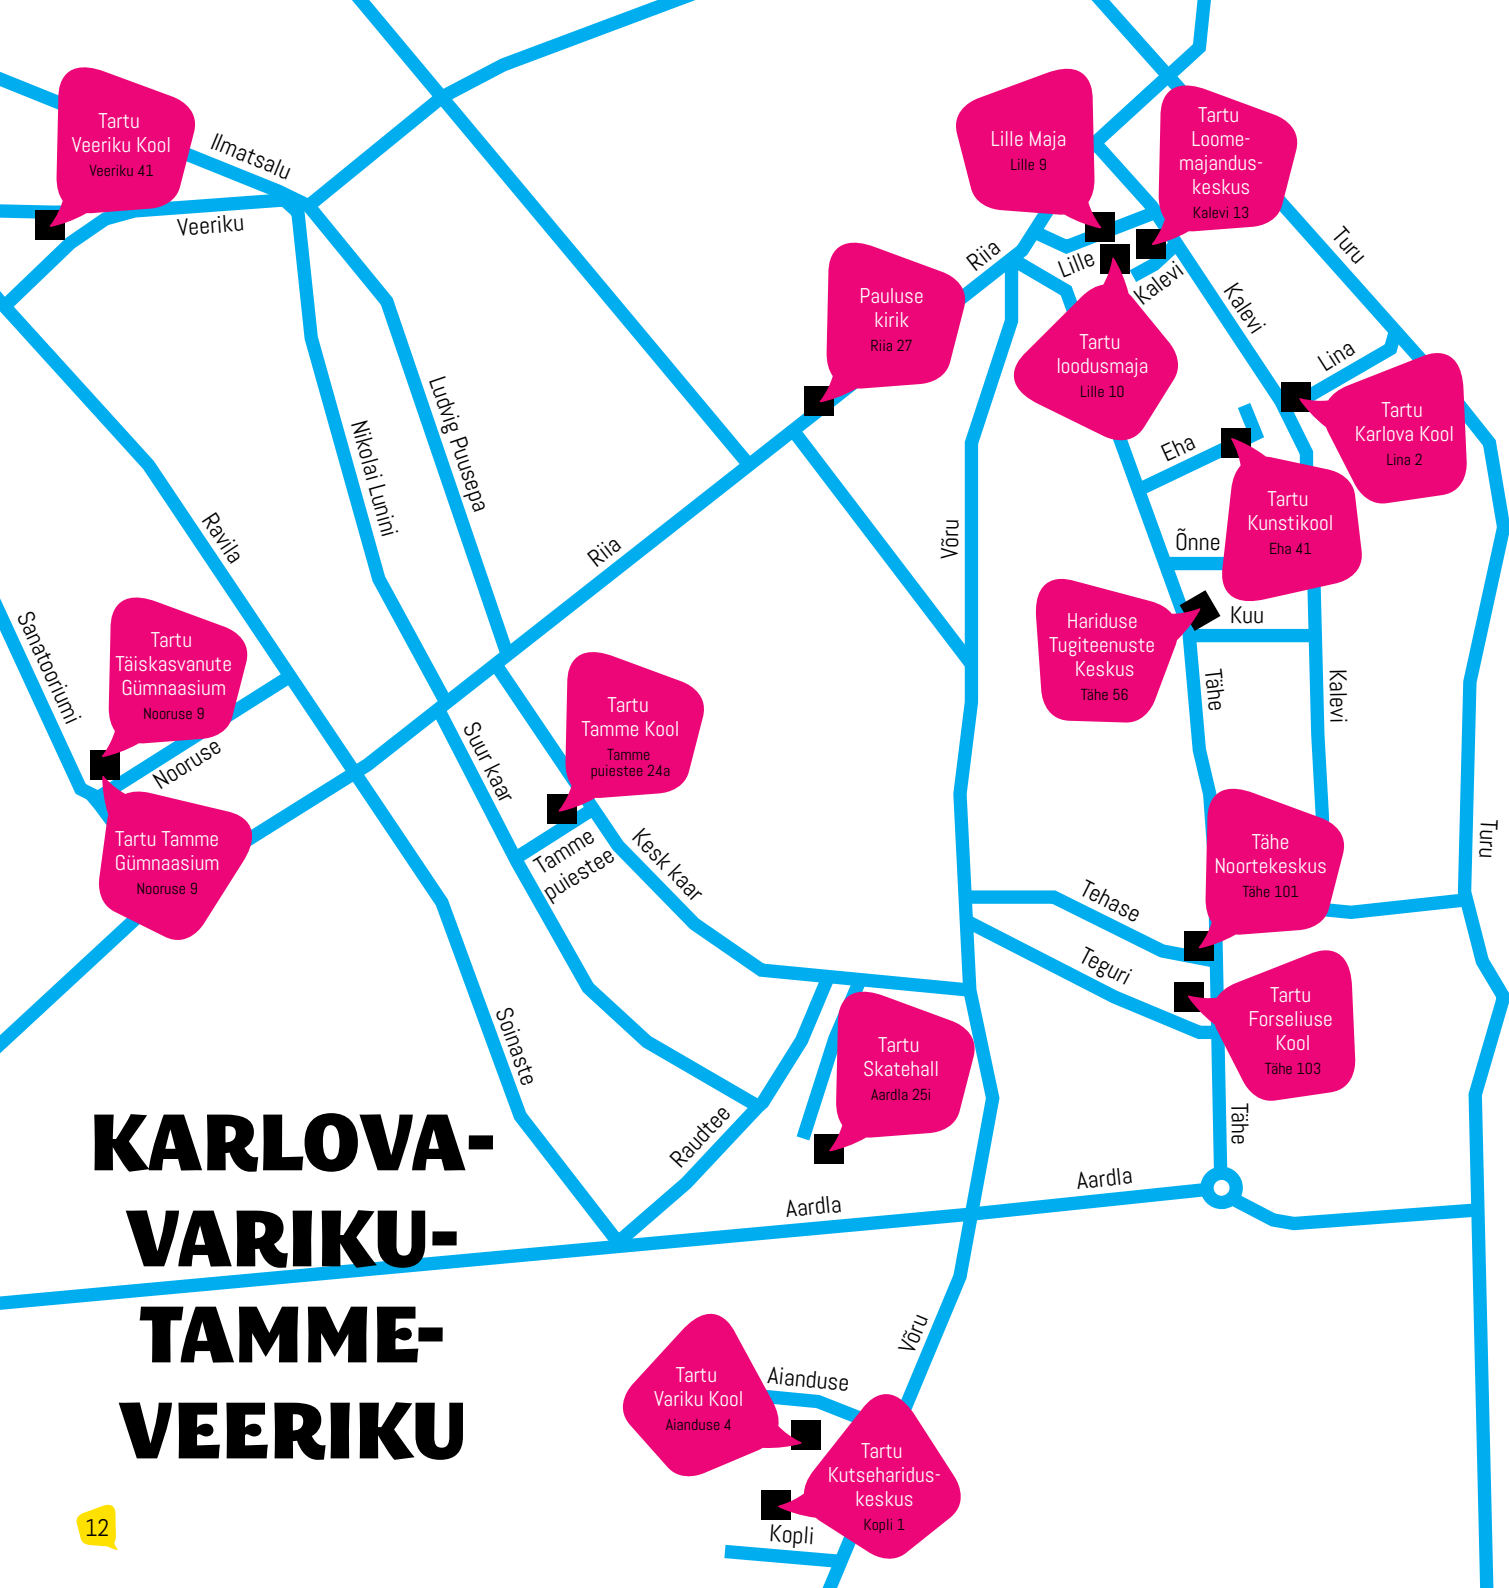 Tartu
Veeriku Kool
Veeriku 41
Ilmatsalu
Veeriku
Lille Maja
Lille 9
Tartu
Loome-
majandus-
keskus
Kalevi 13
Riia
Lille
Kalevi
Turu
Kalevi
Pauluse
kirik
Riia 27
Tartu
loodusmaja
Lille 10
Lina
Tartu
Karlova Kool
Lina 2
Eha
Tartu
Kunstikool
Eha 41
Ludvig Puusepa
Nikolai Lunini
Ravila
Riia
Võru
Õnne
Kuu
Hariduse
Tugiteenuste
Keskus
Tähe 56
Tähe
Kalevi
Sanatooriumi
Tartu
Täiskasvanute
Gümnaasium
Nooruse 9
Nooruse
Tartu Tamme
Gümnaasium
Nooruse 9
Suur kaar
Tartu
Tamme Kool
Tamme
puiestee 24a
Tamme
puiestee
Kesk kaar
Tähe
Noortekeskus
Tähe 101
Turu
Tehase
Teguri
Tartu
Forseliuse
Kool
Tähe 103
Tähe
Soinaste
Tartu
Skatehall
Aardla 25i
Raudtee
Aardla
Aardla
KARLOVA-
VARIKU-
TAMME-
VEERIKU
Võru
Aianduse
Tartu
Variku Kool
Aianduse 4
Tartu
Kutseharidus-
keskus
Kopli 1
Kopli
12